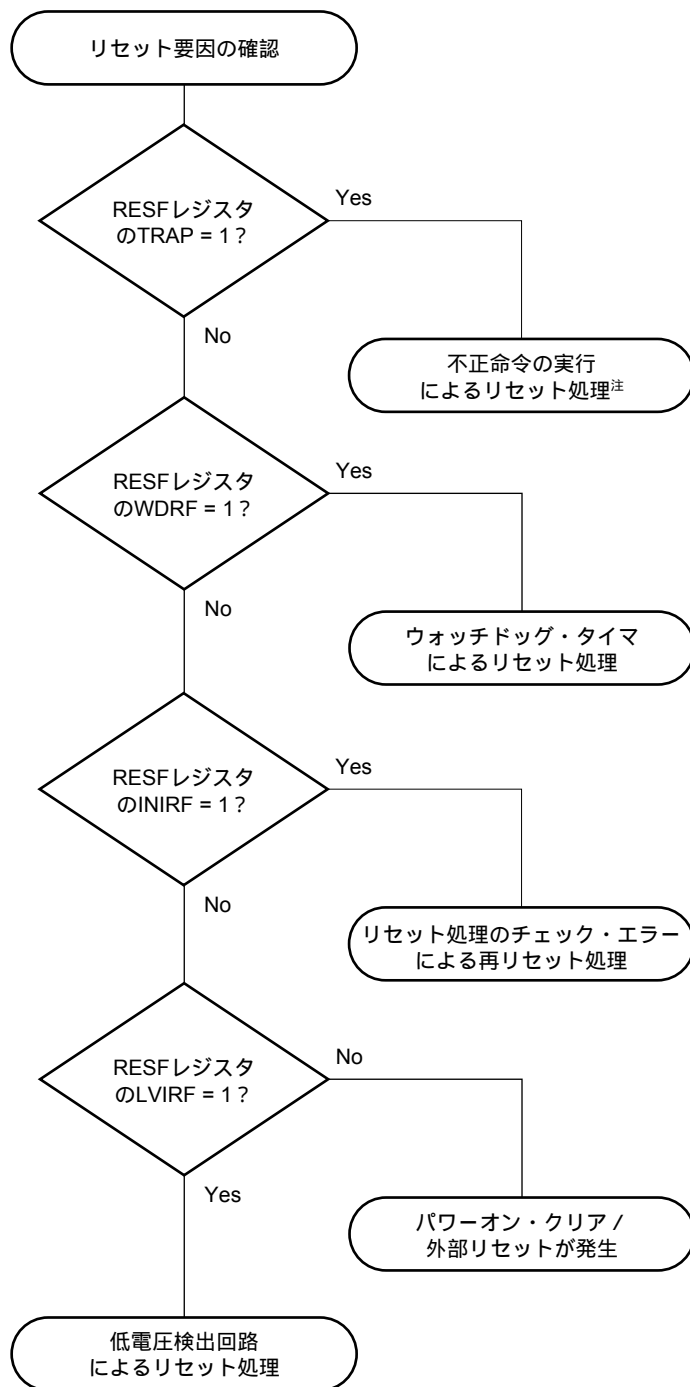 リセット要因の確認
RESFレジスタ
のTRAP = 1？
Yes
No
不正命令の実行
によるリセット処理注
RESFレジスタ
のWDRF = 1？
Yes
No
ウォッチドッグ・タイマ
によるリセット処理
RESFレジスタ
のINIRF = 1？
Yes
No
リセット処理のチェック・エラー
による再リセット処理
RESFレジスタ
のLVIRF = 1？
No
Yes
パワーオン・クリア /
外部リセットが発生
低電圧検出回路
によるリセット処理